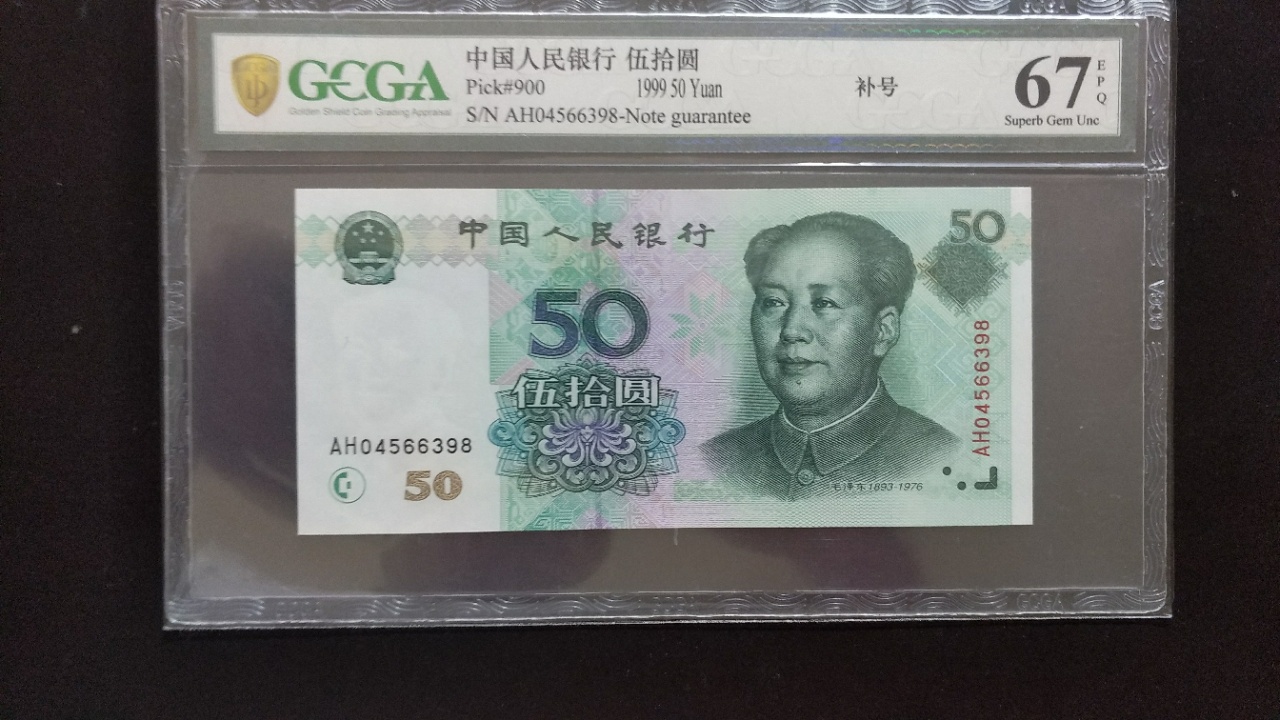 GCGA
Golden Shield Coin Grading Appraisal
中国人民银行 伍拾圆
Pick#900 1999 50 Yuan
S/N AH04566398-Note guarantee
补号
67
EPQ
Superb Gem Unc
中国人民银行
50
50
伍拾圆
AH04566398
AH04566398
50
毛泽东1893-1976